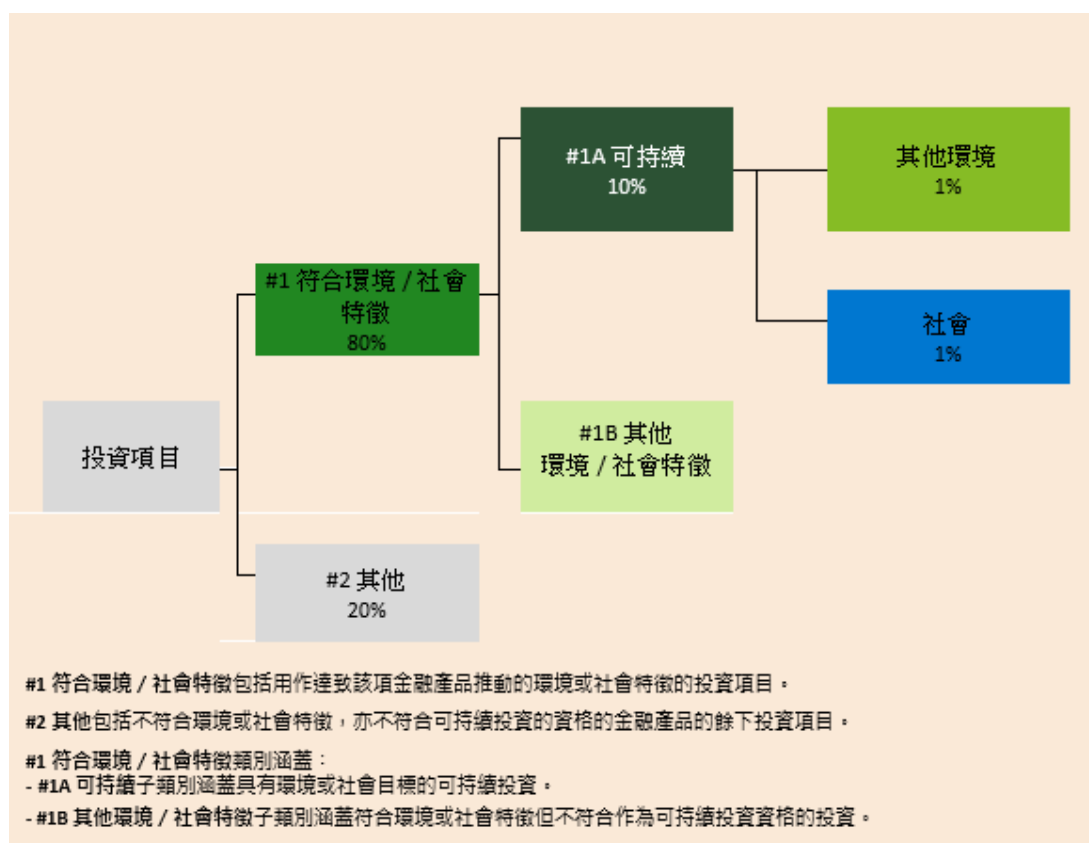 #1A 可持續
10%
其他環境
1%
#1 符合環境 / 社會
特徵
80%
社會
1%
投資項目
#1B 其他
環境 / 社會特徵
#2 其他
20%
#1 符合環境 / 社會特徵包括用作達致該項金融產品推動的環境或社會特徵的投資項目。
#2 其他包括不符合環境或社會特徵，亦不符合可持續投資的資格的金融產品的餘下投資項目。
#1 符合環境 / 社會特徵類別涵蓋：
- #1A 可持續子類別涵蓋具有環境或社會目標的可持續投資。
- #1B 其他環境 / 社會特徵子類別涵蓋符合環境或社會特徵但不符合作為可持續投資資格的投資。